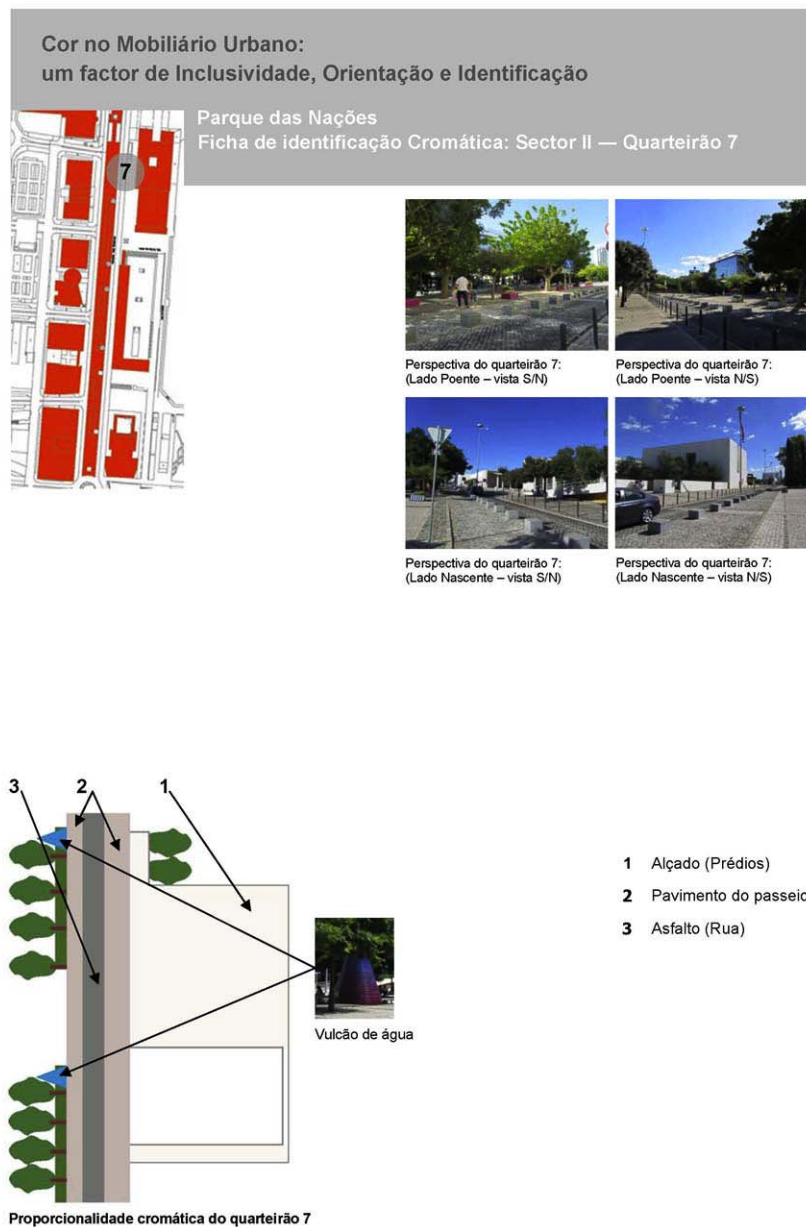 Cor no Mobiliário Urbano:
um factor de Inclusividade, Orientação e Identificação
Parque das Nações
Ficha de identificação Cromática: Sector II — Quarteirão 7
7
Perspectiva do quarteirão 7:
(Lado Poente – vista S/N)
Perspectiva do quarteirão 7:
(Lado Poente – vista N/S)
Perspectiva do quarteirão 7:
(Lado Nascente – vista S/N)
Perspectiva do quarteirão 7:
(Lado Nascente – vista N/S)
3
2
1
1 Alçado (Prédios)
2 Pavimento do passeio
3 Asfalto (Rua)
Vulcão de água
Proporcionalidade cromática do quarteirão 7